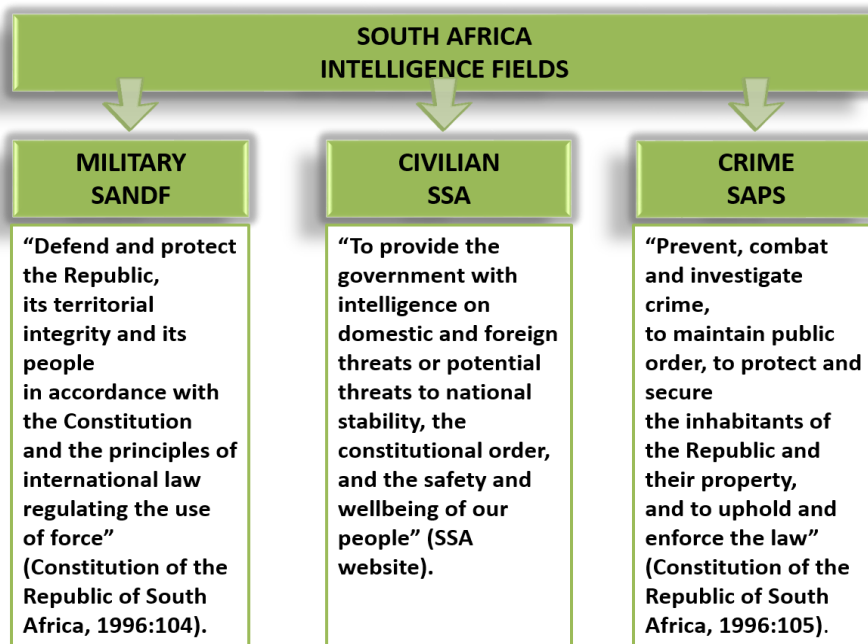 SOUTH AFRICA
INTELLIGENCE FIELDS
MILITARY
SANDF
“Defend and protect
the Republic,
its territorial
integrity and its
people
in accordance with
the Constitution
and the principles of
international law
regulating the use
of force”
(Constitution of the
Republic of South
Africa, 1996:104).
CIVILIAN
SSA
“To provide the
government with
intelligence on
domestic and foreign
threats or potential
threats to national
stability, the
constitutional order,
and the safety and
wellbeing of our
people” (SSA
website).
CRIME
SAPS
“Prevent, combat
and investigate
crime,
to maintain public
order, to protect and
secure
the inhabitants of
the Republic and
their property,
and to uphold and
enforce the law”
(Constitution of the
Republic of South
Africa, 1996:105).